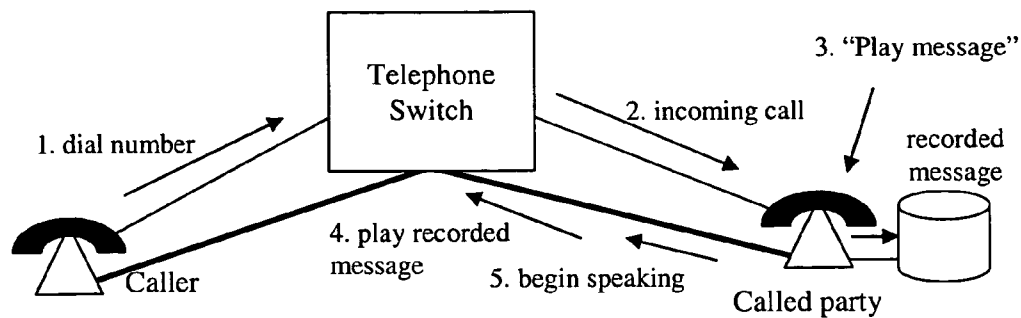 3. “Play message”
Telephone
Switch
2. incoming call
1. dial number
recorded
message
4. play recorded
message
5. begin speaking
Caller
Called party